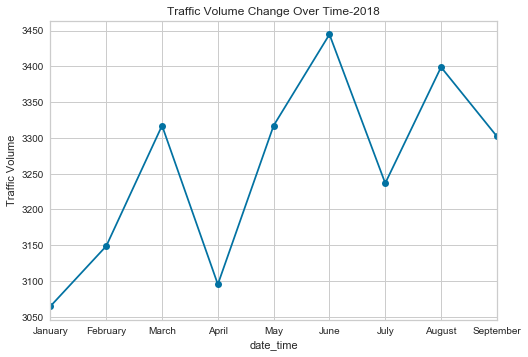 Traffic Volume Change Over Time-2018
Traffic Volume
3450
3400
3350
3300
3250
3200
3150
3100
3050
January February March April May June July August September
date_time